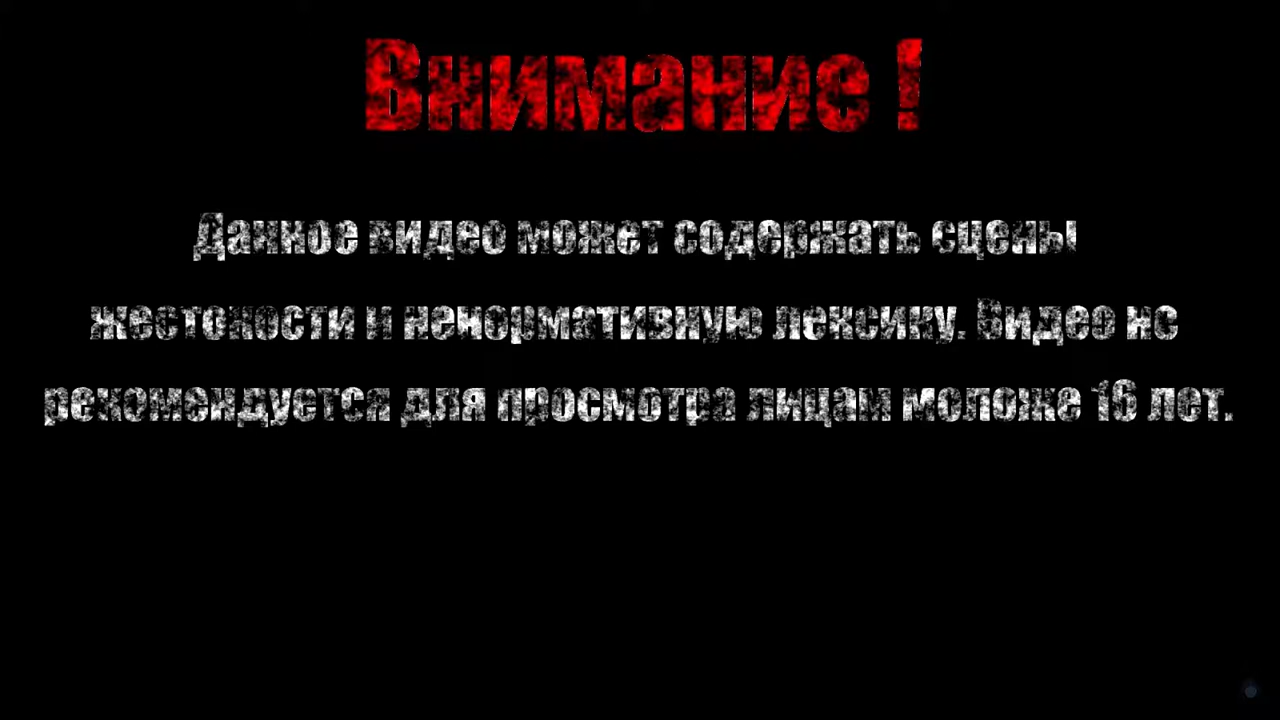 Внимание !
Данное видео может содержать сцены
жестокости и ненормативную лексику. Видео не
рекомендуется для просмотра лицам моложе 16 лет.